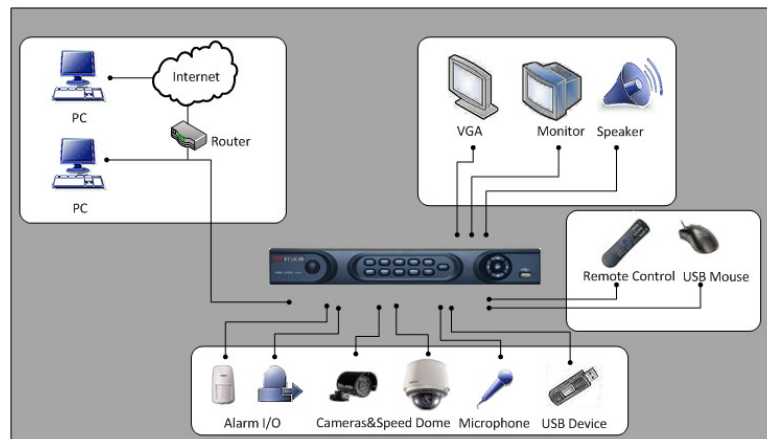 Internet
PC
Router
PC
VGA
Monitor
Speaker
Remote Control
USB Mouse
Alarm I/O
Cameras&Speed Dome
Microphone
USB Device